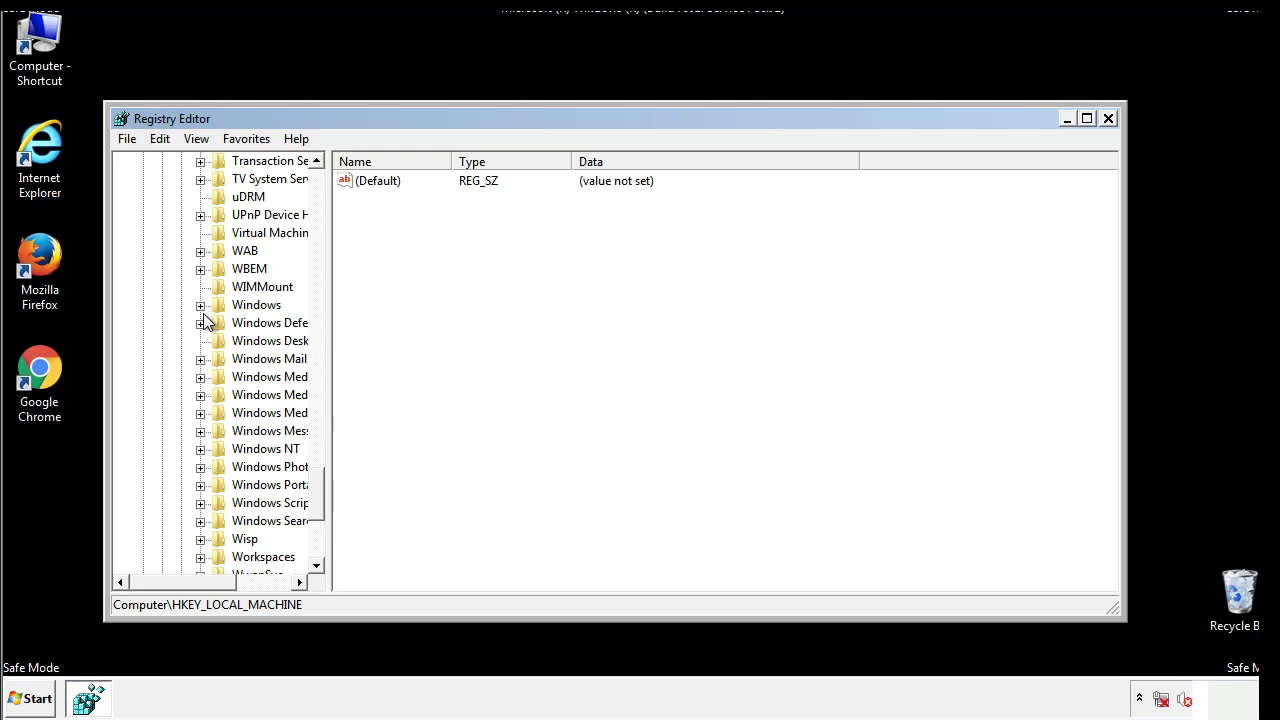 Computer -
Shortcut
Internet
Explorer
Mozilla
Firefox
Google
Chrome
Registry Editor
File Edit View Favorites Help
Transaction Se
TV System Ser
uDRM
UPnP Device H
Virtual Machin
WAB
WBEM
WIMMount
Windows
Windows Defe
Windows Desk
Windows Mail
Windows Med
Windows Med
Windows Med
Windows Mess
Windows NT
Windows Phot
Windows Porta
Windows Scrip
Windows Sear
Wisp
Workspaces
Name Type Data
ab (Default) REG_SZ (value not set)
Computer\HKEY_LOCAL_MACHINE
Recycle B
Safe Mode
Safe M
Start